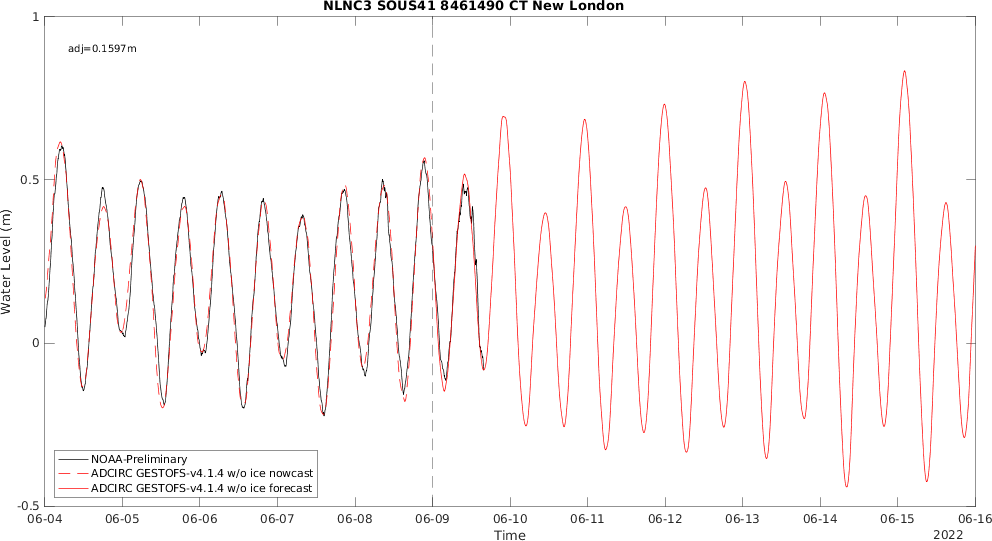 NLNC3 SOUS41 8461490 CT New London
adj=0.1597m
1
0.5
0
-0.5
Water Level (m)
NOAA-Preliminary
ADCIRC GESTOFS-v4.1.4 w/o ice nowcast
ADCIRC GESTOFS-v4.1.4 w/o ice forecast
06-04 06-05 06-06 06-07 06-08 06-09 06-10 06-11 06-12 06-13 06-14 06-15 06-16
Time
2022